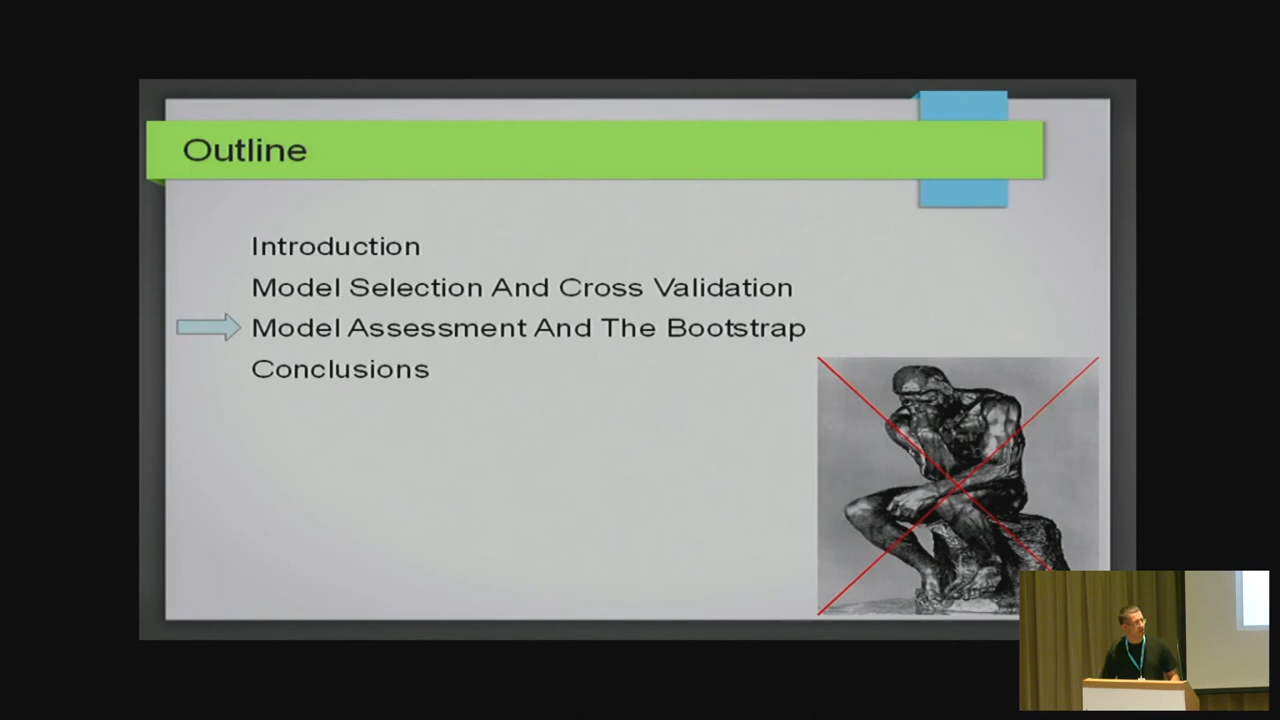 Outline
Introduction
Model Selection And Cross Validation
Model Assessment And The Bootstrap
Conclusions